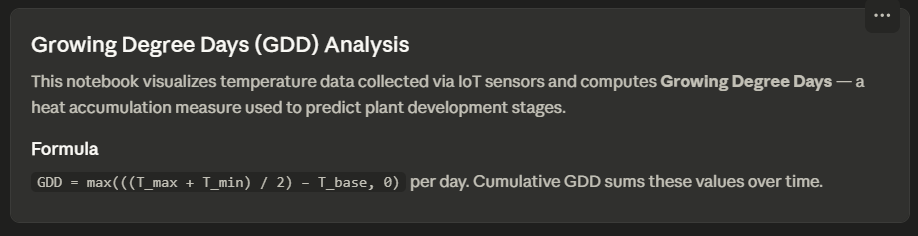 Growing Degree Days (GDD) Analysis
This notebook visualizes temperature data collected via IoT sensors and computes Growing Degree Days — a
heat accumulation measure used to predict plant development stages.
Formula
GDD = max(((T_max + T_min) / 2) − T_base, 0) per day. Cumulative GDD sums these values over time.